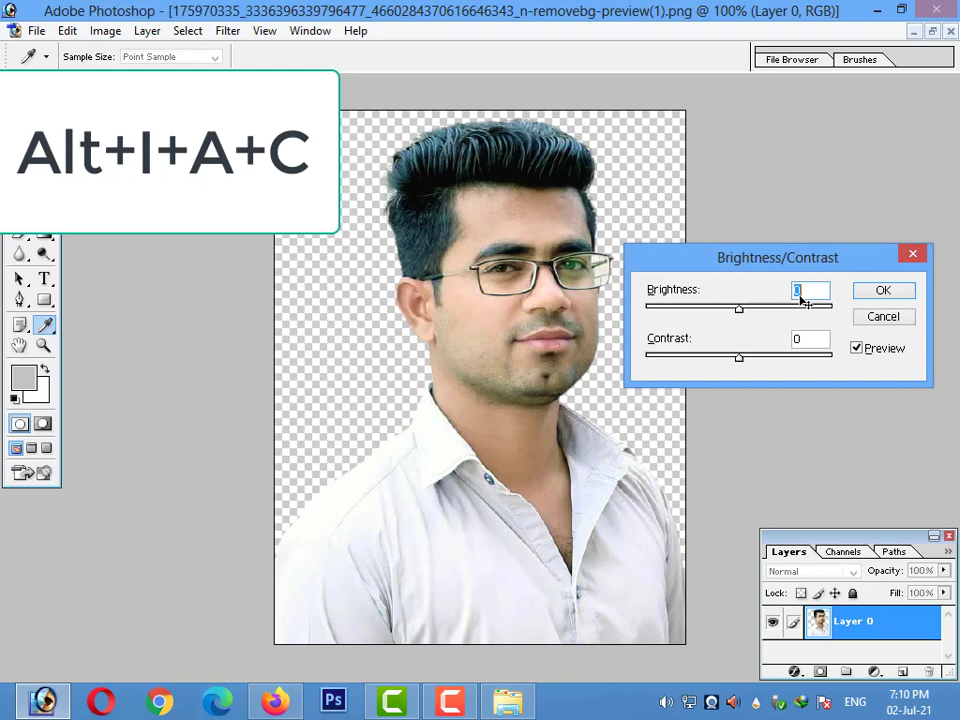 Adobe Photoshop - [175970335_3336396339796477_4660284370616646343_n-removebg-preview(1).png @ 100% (Layer 0, RGB)]
File Edit Image Layer Select Filter View Window Help
Sample Size: Point Sample
File Browser Brushes
Alt+I+A+C
Brightness/Contrast
Brightness: 0
OK
Cancel
Contrast: 0
Preview
Layers Channels Paths
Normal Opacity: 100%
Lock: Fill: 100%
Layer 0
Ps
ENG
7:10 PM
02-Jul-21